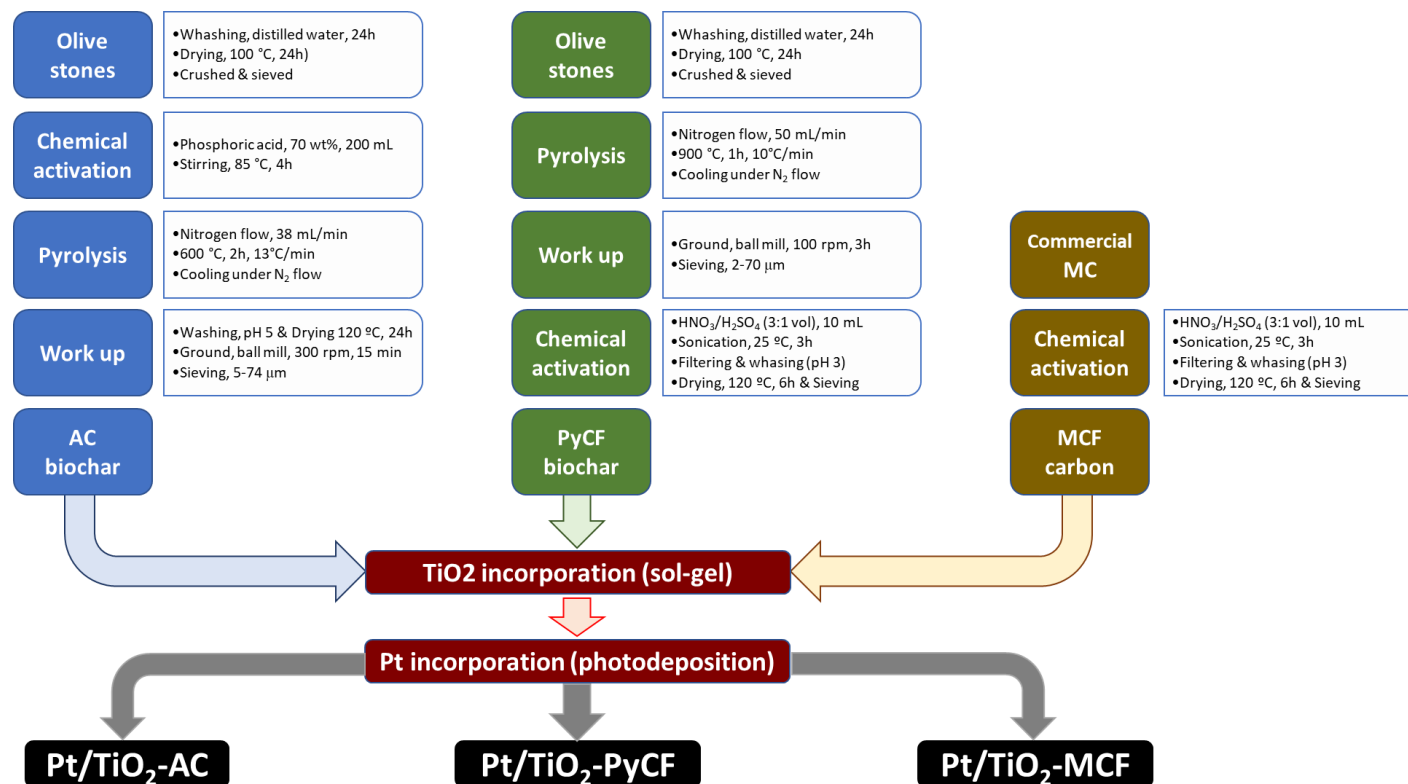 Olive
stones
•Whashing, distilled water, 24h
•Drying, 100 °C, 24h)
•Crushed & sieved
Chemical
activation
•Phosphoric acid, 70 wt%, 200 mL
•Stirring, 85 °C, 4h
Pyrolysis
•Nitrogen flow, 38 mL/min
•600 °C, 2h, 13°C/min
•Cooling under N₂ flow
Work up
•Washing, pH 5 & Drying 120 ºC, 24h
•Ground, ball mill, 300 rpm, 15 min
•Sieving, 5-74 μm
AC
biochar
Olive
stones
•Whashing, distilled water, 24h
•Drying, 100 °C, 24h
•Crushed & sieved
Pyrolysis
•Nitrogen flow, 50 mL/min
•900 °C, 1h, 10°C/min
•Cooling under N₂ flow
Work up
•Ground, ball mill, 100 rpm, 3h
•Sieving, 2-70 μm
Chemical
activation
•HNO₃/H₂SO₄ (3:1 vol), 10 mL
•Sonication, 25 ºC, 3h
•Filtering & whasing (pH 3)
•Drying, 120 ºC, 6h & Sieving
PyCF
biochar
Commercial
MC
Chemical
activation
•HNO₃/H₂SO₄ (3:1 vol), 10 mL
•Sonication, 25 ºC, 3h
•Filtering & whasing (pH 3)
•Drying, 120 ºC, 6h & Sieving
MCF
carbon
TiO2 incorporation (sol-gel)
Pt incorporation (photodeposition)
Pt/TiO₂-AC
Pt/TiO₂-PyCF
Pt/TiO₂-MCF